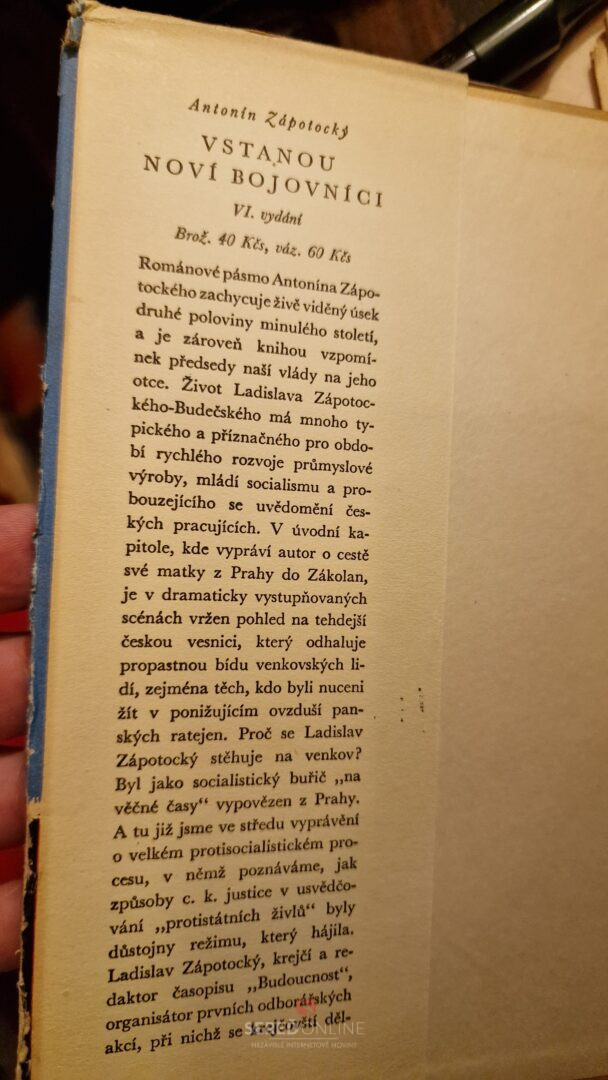 Antonín Zápotocký
VSTANOU
NOVÍ BOJOVNÍCI
VI. vydání
Brož. 40 Kčs, váz. 60 Kčs
Románové pásmo Antonína Zápo-
tockého zachycuje živě viděný úsek
druhé poloviny minulého století,
a je zároveň knihou vzpomí-
nek předsedy naší vlády na jeho
otce. Život Ladislava Zápotoc-
kého-Budečského má mnoho ty-
pického a příznačného pro obdo-
bí rychlého rozvoje průmyslové
výroby, mládí socialismu a pro-
bouzejícího se uvědomění čes-
kých pracujících. V úvodní ka-
pitole, kde vypráví autor o cestě
své matky z Prahy do Zákolan,
je v dramaticky vystupňovaných
scénách vržen pohled na tehdejší
českou vesnici, který odhaluje
propastnou bídu venkovských li-
dí, zejména těch, kdo byli nuceni
žít v ponižujícím ovzduší pan-
ských ratejen. Proč se Ladislav
Zápotocký stěhuje na venkov?
Byl jako socialistický buřič „na
věčné časy“ vypovězen z Prahy.
A tu již jsme ve středu vyprávění
o velkém protisocialistickém pro-
cesu, v němž poznáváme, jak
způsoby c. k. justice v usvědčo-
vání „protistátních živlů“ byly
důstojny režimu, který hájila.
Ladislav Zápotocký, krejčí a re-
daktor časopisu „Budoucnost“,
organisátor prvních odborářských
akcí, při nichž se krejčovští děl-
SEREĎ ONLINE
NEZÁVISLÉ INTERNETOVÉ NOVINY